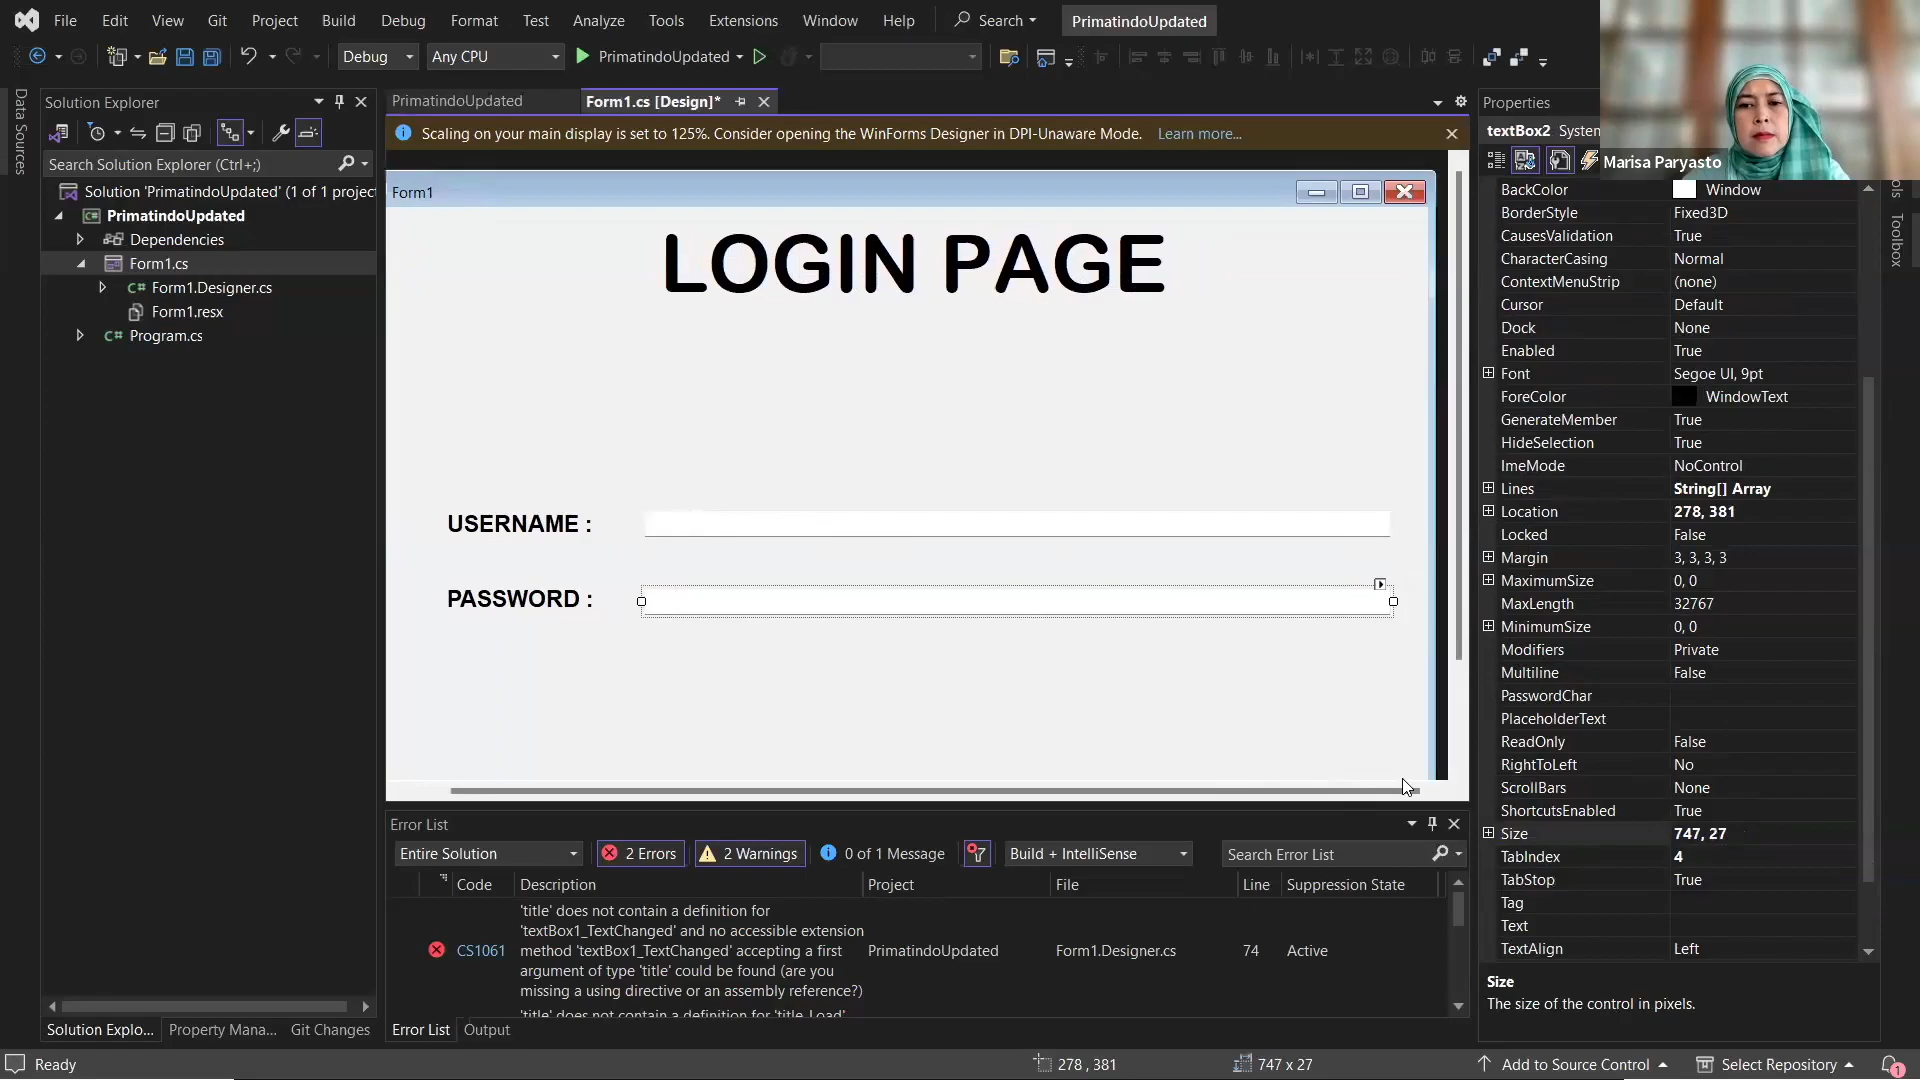 File Edit View Git Project Build Debug Format Test Analyze Tools Extensions Window Help Search PrimatindoUpdated
Debug Any CPU PrimatindoUpdated
Data Sources
Solution Explorer
Search Solution Explorer (Ctrl+;)
Solution 'PrimatindoUpdated' (1 of 1 project
PrimatindoUpdated
Dependencies
Form1.cs
Form1.Designer.cs
Form1.resx
Program.cs
Solution Explo... Property Mana... Git Changes
PrimatindoUpdated Form1.cs [Design]*
Scaling on your main display is set to 125%. Consider opening the WinForms Designer in DPI-Unaware Mode. Learn more...
Form1
LOGIN PAGE
USERNAME :
PASSWORD :
Error List
Entire Solution 2 Errors 2 Warnings 0 of 1 Message Build + IntelliSense Search Error List
Code Description Project File Line Suppression State
CS1061 'title' does not contain a definition for
'textBox1_TextChanged' and no accessible extension
method 'textBox1_TextChanged' accepting a first
argument of type 'title' could be found (are you
missing a using directive or an assembly reference?)
PrimatindoUpdated Form1.Designer.cs 74 Active
'title' does not contain a definition for 'title_Load'
Error List Output
Properties
textBox2 System
Marisa Paryasto
Toolbox
BackColor Window
BorderStyle Fixed3D
CausesValidation True
CharacterCasing Normal
ContextMenuStrip (none)
Cursor Default
Dock None
Enabled True
Font Segoe UI, 9pt
ForeColor WindowText
GenerateMember True
HideSelection True
ImeMode NoControl
Lines String[] Array
Location 278, 381
Locked False
Margin 3, 3, 3, 3
MaximumSize 0, 0
MaxLength 32767
MinimumSize 0, 0
Modifiers Private
Multiline False
PasswordChar
PlaceholderText
ReadOnly False
RightToLeft No
ScrollBars None
ShortcutsEnabled True
Size 747, 27
TabIndex 4
TabStop True
Tag
Text
TextAlign Left
Size
The size of the control in pixels.
Ready 278 , 381 747 x 27 Add to Source Control Select Repository 1